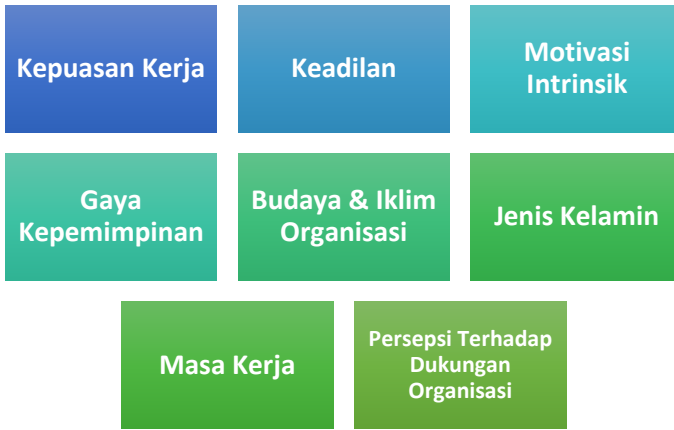 Kepuasan Kerja
Keadilan
Motivasi
Intrinsik
Gaya
Kepemimpinan
Budaya & Iklim
Organisasi
Jenis Kelamin
Masa Kerja
Persepsi Terhadap
Dukungan
Organisasi